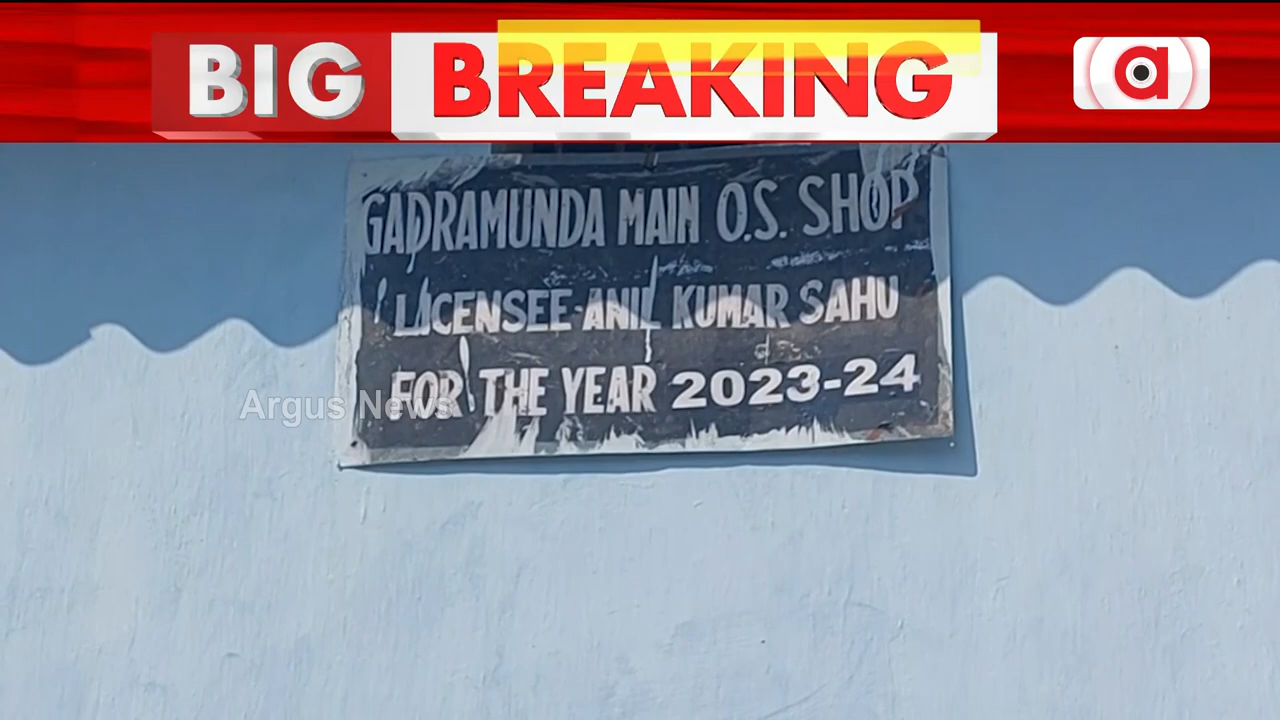 BIG BREAKING
a
GADRAMUNDA MAIN O.S. SHOP
LICENSEE-ANIL KUMAR SAHU
FOR THE YEAR 2023-24
Argus News